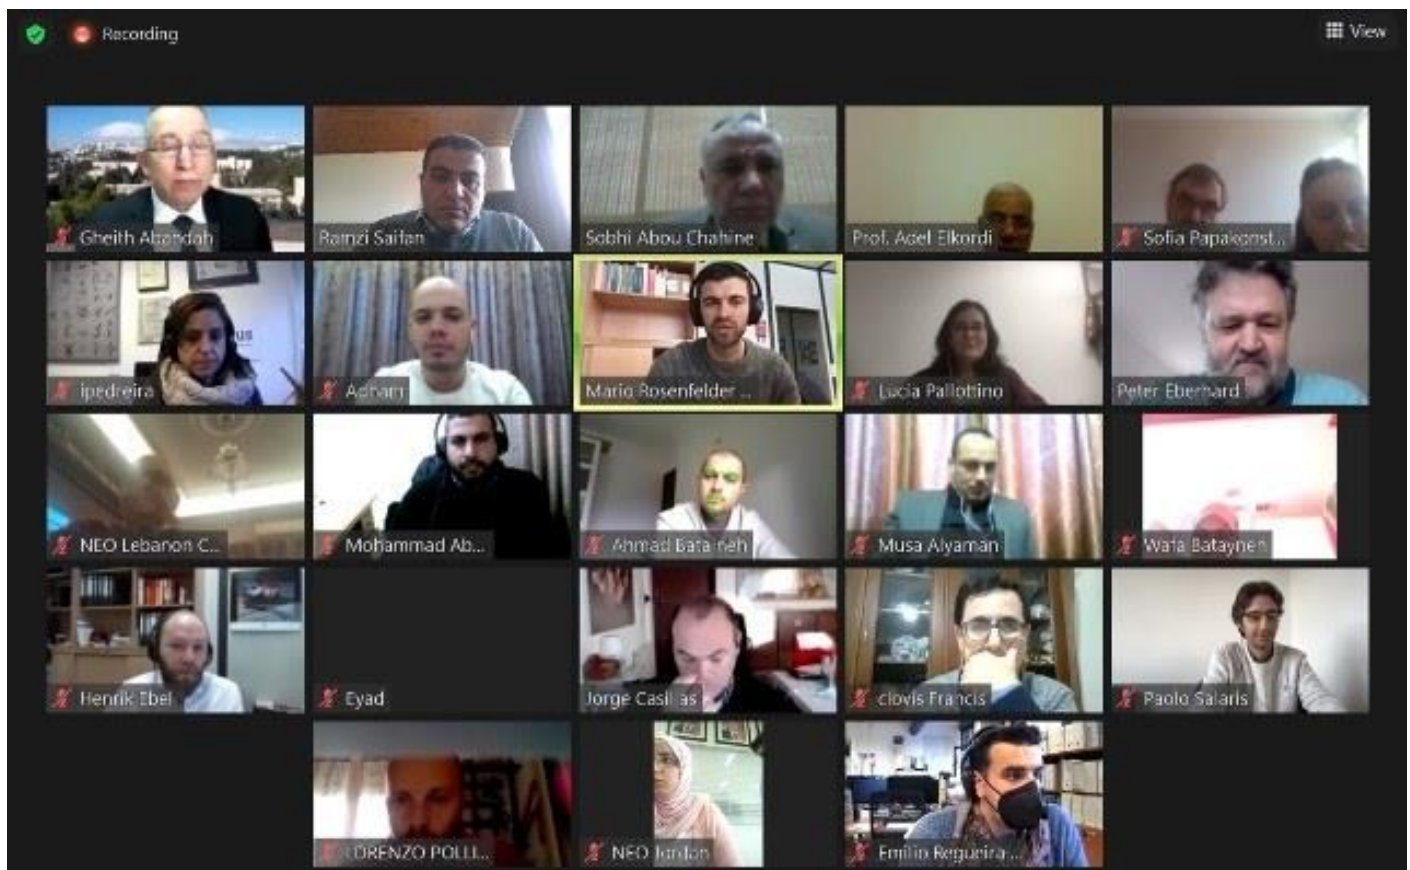 Recording
View
Gheith Abandah
Ramzi Saifan
Sobhi Abou Chahine
Prof. Adel Elkordi
Sofia Papakonst...
ipedreira
Adham
Mario Rosenfelder ...
Lucia Pallottino
Peter Eberhard
NEO Lebanon C...
Mohammad Ab...
Ahmad Bataineh
Musa Alyaman
Wafa Batayneh
Henrik Ebel
Eyad
Jorge Casillas
clovis Francis
Paolo Salaris
LORENZO POLLI...
NEO Jordan
Emilio Regueira ...